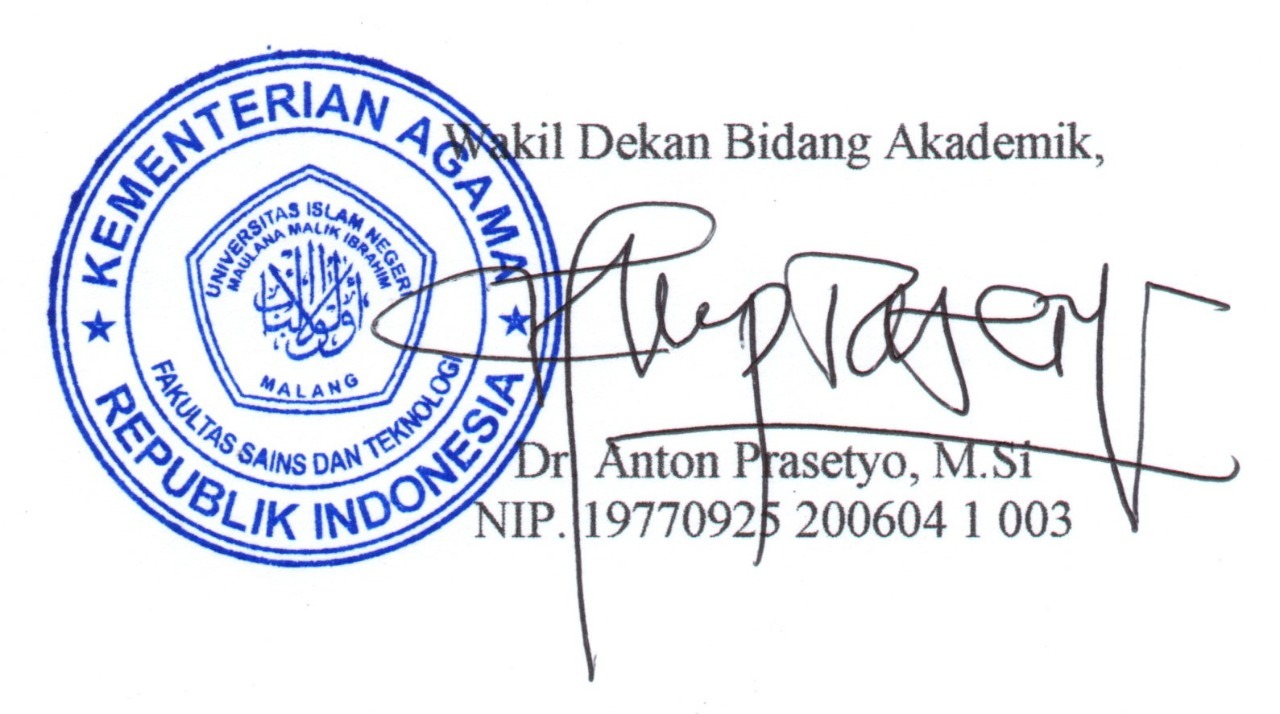 KEMENTERIAN AGAMA
UNIVERSITAS ISLAM NEGERI
MAULANA MALIK IBRAHIM
MALANG
FAKULTAS SAINS DAN TEKNOLOGI
REPUBLIK INDONESIA
Wakil Dekan Bidang Akademik,
Dr. Anton Prasetyo, M.Si
NIP. 19770925 200604 1 003